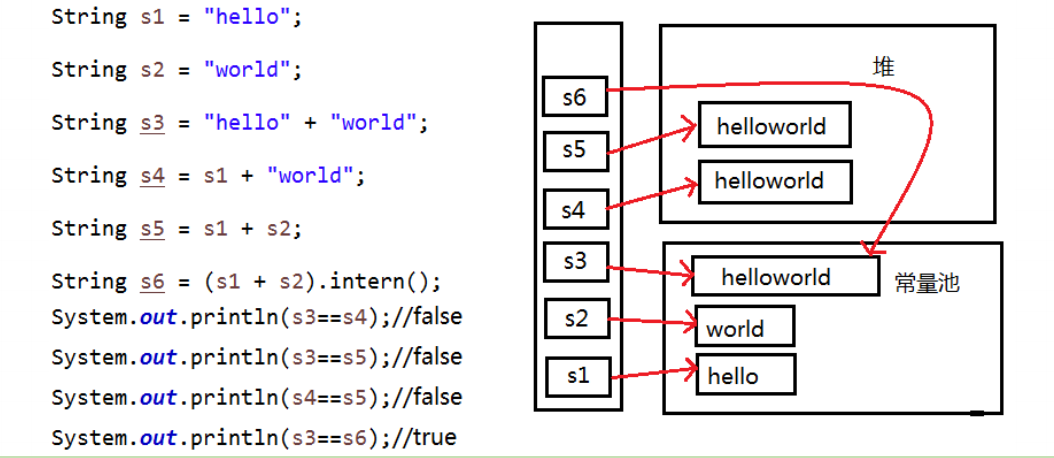 String s1 = "hello";
String s2 = "world";
String s3 = "hello" + "world";
String s4 = s1 + "world";
String s5 = s1 + s2;
String s6 = (s1 + s2).intern();
System.out.println(s3==s4);//false
System.out.println(s3==s5);//false
System.out.println(s4==s5);//false
System.out.println(s3==s6);//true
堆
s6
helloworld
s5
helloworld
s4
s3
helloworld
常量池
s2
world
s1
hello